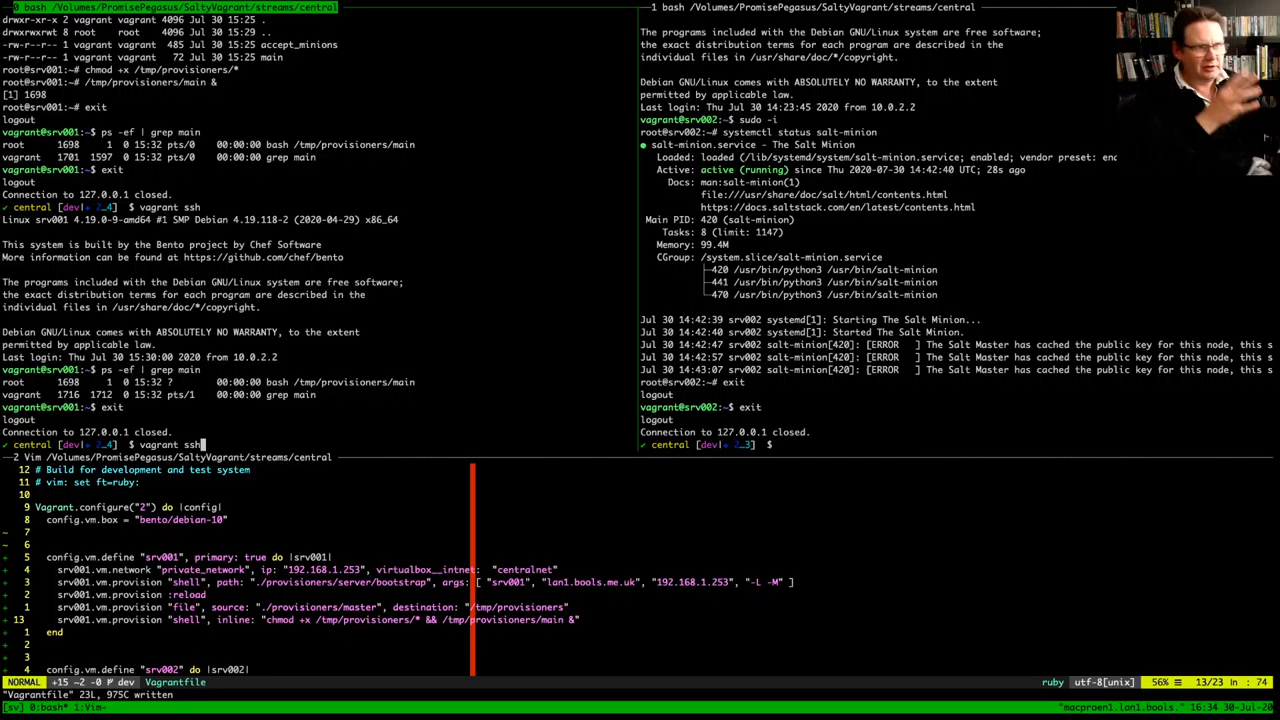 0 bash /Volumes/PromisePegasus/SaltyVagrant/streams/central
drwxr-xr-x 2 vagrant vagrant 4096 Jul 30 15:25 .
drwxrwxrwt 8 root    root    4096 Jul 30 15:29 ..
-rw-r--r-- 1 vagrant vagrant  485 Jul 30 15:25 accept_minions
-rw-r--r-- 1 vagrant vagrant   72 Jul 30 15:25 main
root@srv001:~# chmod +x /tmp/provisioners/*
root@srv001:~# /tmp/provisioners/main &
[1] 1698
root@srv001:~# exit
logout
vagrant@srv001:~$ ps -ef | grep main
root      1698     1  0 15:32 pts/0    00:00:00 bash /tmp/provisioners/main
vagrant   1701  1597  0 15:32 pts/0    00:00:00 grep main
vagrant@srv001:~$ exit
logout
Connection to 127.0.0.1 closed.
✔ central [dev|✚ 2…4]  $ vagrant ssh
Linux srv001 4.19.0-9-amd64 #1 SMP Debian 4.19.118-2 (2020-04-29) x86_64
This system is built by the Bento project by Chef Software
More information can be found at https://github.com/chef/bento
The programs included with the Debian GNU/Linux system are free software;
the exact distribution terms for each program are described in the
individual files in /usr/share/doc/*/copyright.
Debian GNU/Linux comes with ABSOLUTELY NO WARRANTY, to the extent
permitted by applicable law.
Last login: Thu Jul 30 15:30:00 2020 from 10.0.2.2
vagrant@srv001:~$ ps -ef | grep main
root      1698     1  0 15:32 ?        00:00:00 bash /tmp/provisioners/main
vagrant   1716  1712  0 15:32 pts/1    00:00:00 grep main
vagrant@srv001:~$ exit
logout
Connection to 127.0.0.1 closed.
✔ central [dev|✚ 2…4]  $ vagrant ssh
1 bash /Volumes/PromisePegasus/SaltyVagrant/streams/central
The programs included with the Debian GNU/Linux system are free software;
the exact distribution terms for each program are described in the
individual files in /usr/share/doc/*/copyright.
Debian GNU/Linux comes with ABSOLUTELY NO WARRANTY, to the extent
permitted by applicable law.
Last login: Thu Jul 30 14:23:45 2020 from 10.0.2.2
vagrant@srv002:~$ sudo -i
root@srv002:~# systemctl status salt-minion
● salt-minion.service - The Salt Minion
Loaded: loaded (/lib/systemd/system/salt-minion.service; enabled; vendor preset: ena
Active: active (running) since Thu 2020-07-30 14:42:40 UTC; 28s ago
Docs: man:salt-minion(1)
file:///usr/share/doc/salt/html/contents.html
https://docs.saltstack.com/en/latest/contents.html
Main PID: 420 (salt-minion)
Tasks: 8 (limit: 1147)
Memory: 99.4M
CGroup: /system.slice/salt-minion.service
├─420 /usr/bin/python3 /usr/bin/salt-minion
├─441 /usr/bin/python3 /usr/bin/salt-minion
└─470 /usr/bin/python3 /usr/bin/salt-minion
Jul 30 14:42:39 srv002 systemd[1]: Starting The Salt Minion...
Jul 30 14:42:40 srv002 systemd[1]: Started The Salt Minion.
Jul 30 14:42:47 srv002 salt-minion[420]: [ERROR   ] The Salt Master has cached the public key for this node, this s
Jul 30 14:42:57 srv002 salt-minion[420]: [ERROR   ] The Salt Master has cached the public key for this node, this s
Jul 30 14:43:07 srv002 salt-minion[420]: [ERROR   ] The Salt Master has cached the public key for this node, this s
root@srv002:~# exit
logout
vagrant@srv002:~$ exit
logout
Connection to 127.0.0.1 closed.
✔ central [dev|✚ 2…3]  $
2 Vim /Volumes/PromisePegasus/SaltyVagrant/streams/central
12 # Build for development and test system
11 # vim: set ft=ruby:
10
9 Vagrant.configure("2") do |config|
8   config.vm.box = "bento/debian-10"
~ 7
~ 6
+ 5   config.vm.define "srv001", primary: true do |srv001|
+ 4     srv001.vm.network "private_network", ip: "192.168.1.253", virtualbox__intnet:  "centralnet"
+ 3     srv001.vm.provision "shell", path: "./provisioners/server/bootstrap", args: [ "srv001", "lan1.bools.me.uk", "192.168.1.253", "-L -M" ]
+ 2     srv001.vm.provision :reload
+ 1     srv001.vm.provision "file", source: "./provisioners/master", destination: "/tmp/provisioners"
+ 13     srv001.vm.provision "shell", inline: "chmod +x /tmp/provisioners/* && /tmp/provisioners/main &"
+ 1   end
+ 2
+ 3
+ 4   config.vm.define "srv002" do |srv002|
NORMAL  +15 ~2 -0 dev  Vagrantfile  ruby  utf-8[unix]  56% ≡  13/23 ln : 74
"Vagrantfile" 23L, 975C written
[sv] 0:bash* 1:Vim-  "macproen1.lan1.bools." 16:34 30-Jul-20